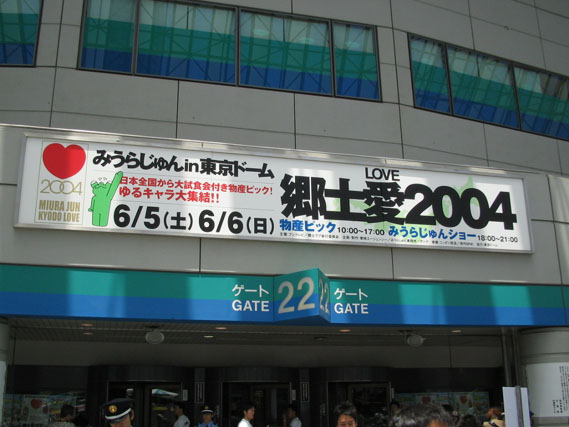 2004
MIURA JUN
KYODO LOVE
みうらじゅん in 東京ドーム
日本全国から大試食会付き物産ピック!
ゆるキャラ大集結!!
6/5(土) 6/6(日)
LOVE
郷土愛2004
物産ピック 10:00~17:00 みうらじゅんショー 18:00~21:00
ゲート
GATE
22
22
ゲート
GATE